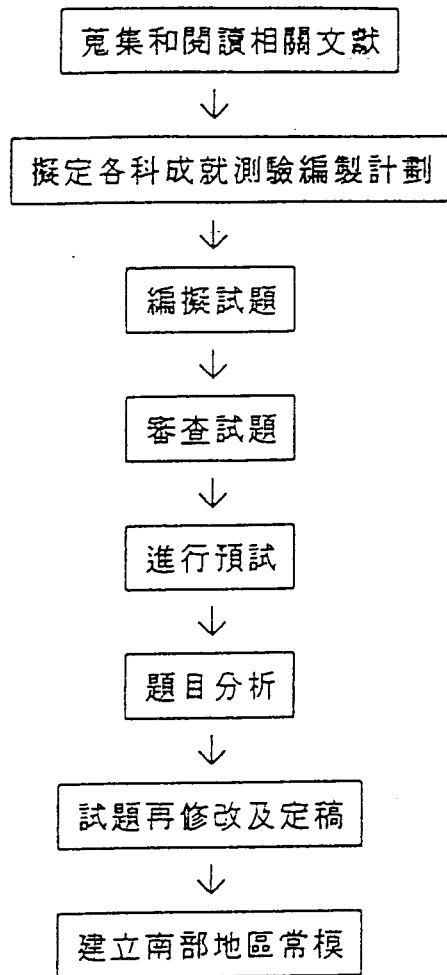 蒐集和閱讀相關文獻
擬定各科成就測驗編製計劃
編擬試題
審查試題
進行預試
題目分析
試題再修改及定稿
建立南部地區常模